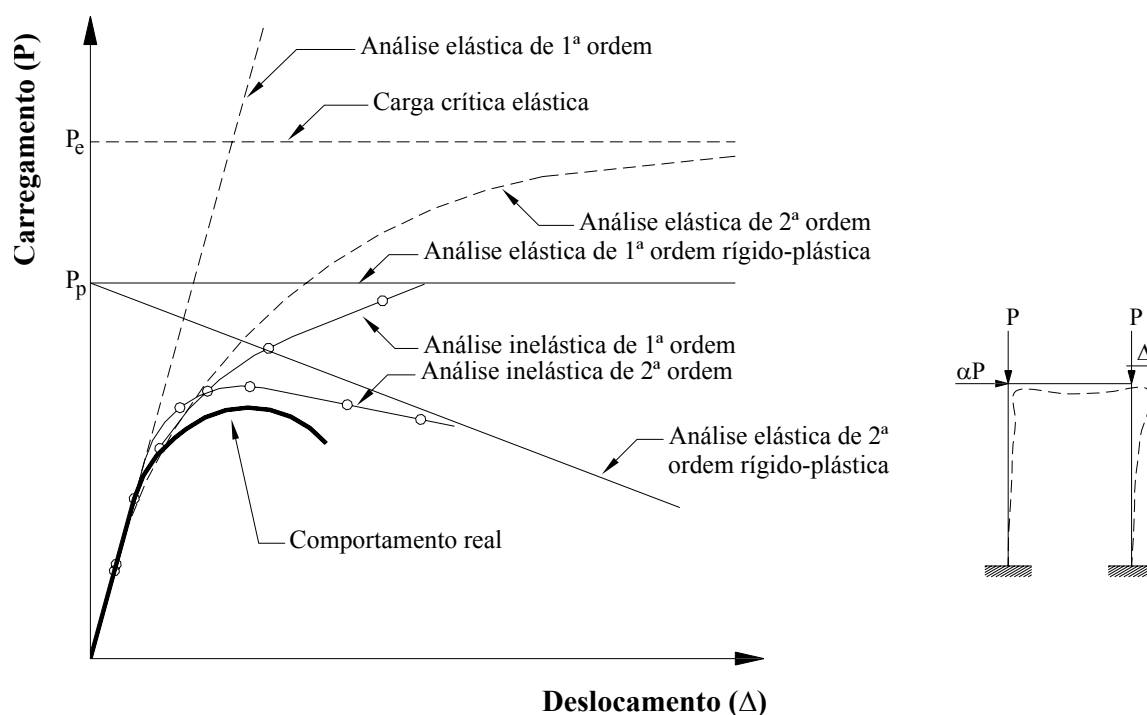 Carregamento (P)
Análise elástica de 1ª ordem
Carga crítica elástica
Pe
Análise elástica de 2ª ordem
Análise elástica de 1ª ordem rígido-plástica
Pp
Análise inelástica de 1ª ordem
Análise inelástica de 2ª ordem
Análise elástica de 2ª
ordem rígido-plástica
Comportamento real
Deslocamento (Δ)
P
P
Δ
αP